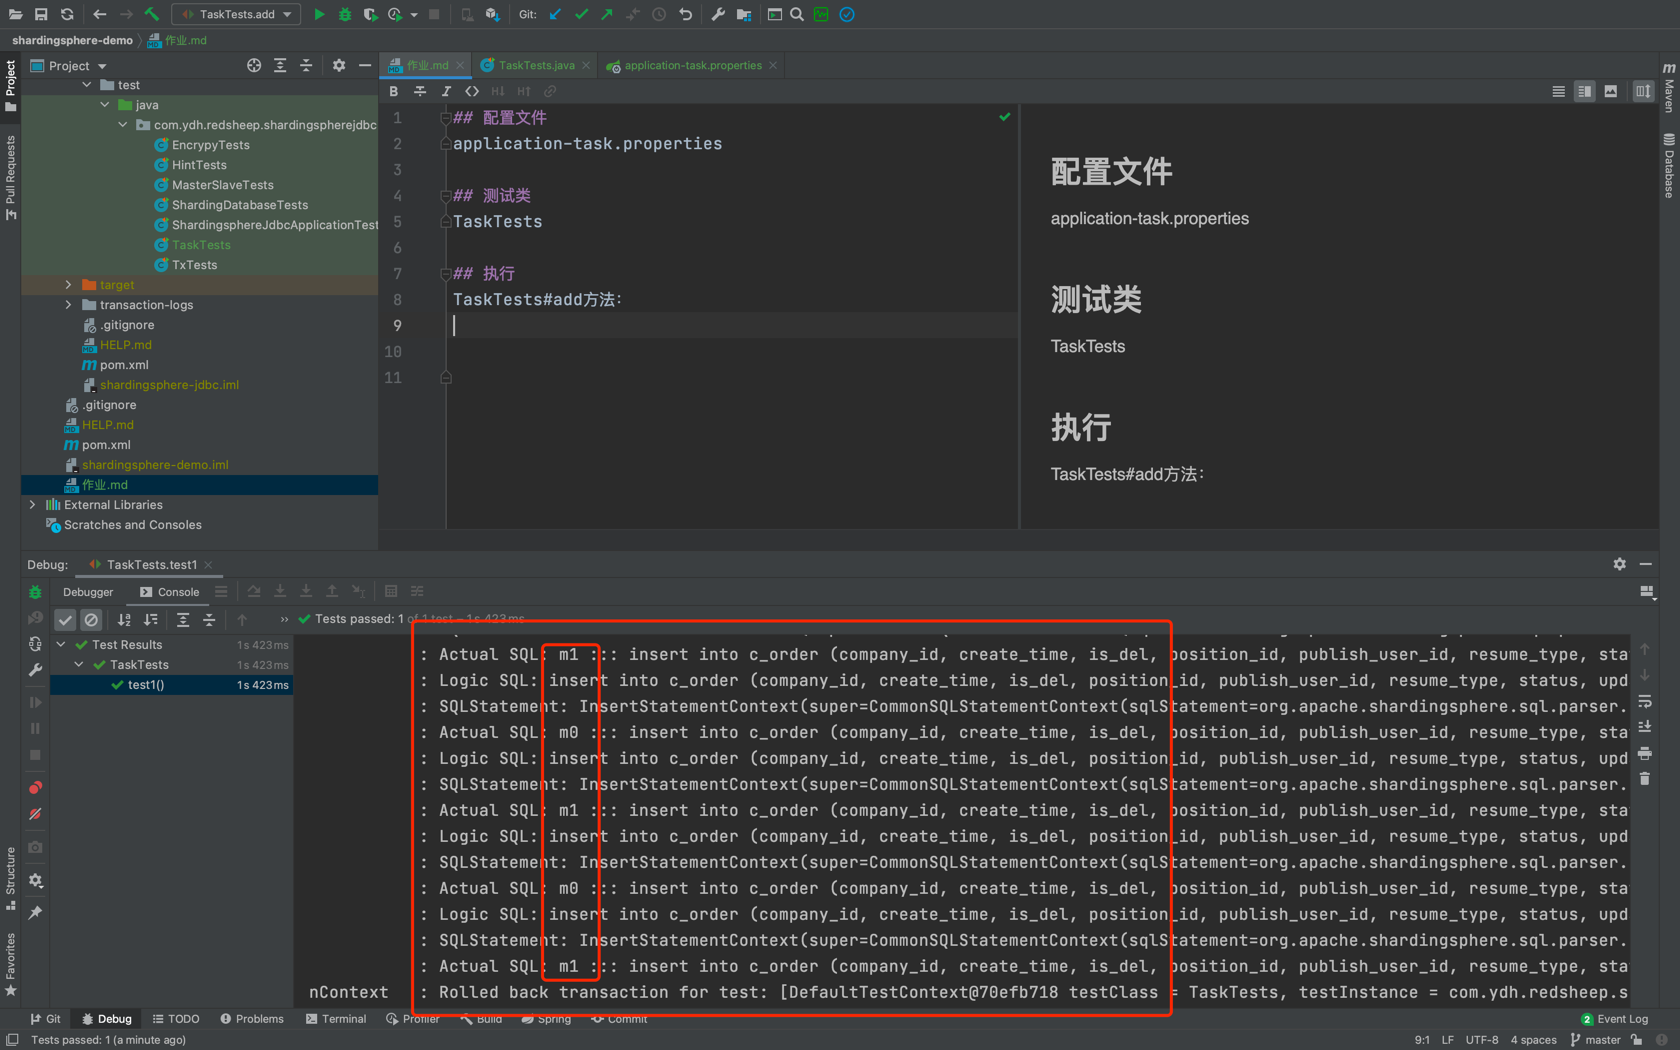 TaskTests.add
Git:
shardingsphere-demo 作业.md
Project
Pull Requests
Structure
Favorites
Project
test
java
com.ydh.redsheep.shardingspherejdbc
EncrypyTests
HintTests
MasterSlaveTests
ShardingDatabaseTests
ShardingsphereJdbcApplicationTest
TaskTests
TxTests
target
transaction-logs
.gitignore
HELP.md
pom.xml
shardingsphere-jdbc.iml
.gitignore
HELP.md
pom.xml
shardingsphere-demo.iml
作业.md
External Libraries
Scratches and Consoles
作业.md TaskTests.java application-task.properties
B I <> H↓ H↑
1 ## 配置文件
2 application-task.properties
3
4 ## 测试类
5 TaskTests
6
7 ## 执行
8 TaskTests#add方法:
9
10
11
配置文件
application-task.properties
测试类
TaskTests
执行
TaskTests#add方法:
Maven
Database
Debug: TaskTests.test1
Debugger Console
Tests passed: 1 of 1 test – 1 s 423 ms
Test Results 1 s 423 ms
TaskTests 1 s 423 ms
test1() 1 s 423 ms
: Actual SQL: m1 ::: insert into c_order (company_id, create_time, is_del, position_id, publish_user_id, resume_type, sta
: Logic SQL: insert into c_order (company_id, create_time, is_del, position_id, publish_user_id, resume_type, status, upd
: SQLStatement: InsertStatementContext(super=CommonSQLStatementContext(sqlStatement=org.apache.shardingsphere.sql.parser.
: Actual SQL: m0 ::: insert into c_order (company_id, create_time, is_del, position_id, publish_user_id, resume_type, sta
: Logic SQL: insert into c_order (company_id, create_time, is_del, position_id, publish_user_id, resume_type, status, upd
: SQLStatement: InsertStatementContext(super=CommonSQLStatementContext(sqlStatement=org.apache.shardingsphere.sql.parser.
: Actual SQL: m1 ::: insert into c_order (company_id, create_time, is_del, position_id, publish_user_id, resume_type, sta
: Logic SQL: insert into c_order (company_id, create_time, is_del, position_id, publish_user_id, resume_type, status, upd
: SQLStatement: InsertStatementContext(super=CommonSQLStatementContext(sqlStatement=org.apache.shardingsphere.sql.parser.
: Actual SQL: m0 ::: insert into c_order (company_id, create_time, is_del, position_id, publish_user_id, resume_type, sta
: Logic SQL: insert into c_order (company_id, create_time, is_del, position_id, publish_user_id, resume_type, status, upd
: SQLStatement: InsertStatementContext(super=CommonSQLStatementContext(sqlStatement=org.apache.shardingsphere.sql.parser.
: Actual SQL: m1 ::: insert into c_order (company_id, create_time, is_del, position_id, publish_user_id, resume_type, sta
nContext : Rolled back transaction for test: [DefaultTestContext@70efb718 testClass = TaskTests, testInstance = com.ydh.redsheep.s
Git Debug TODO Problems Terminal Profiler Build Spring Commit 2 Event Log
Tests passed: 1 (a minute ago) 9:1 LF UTF-8 4 spaces master